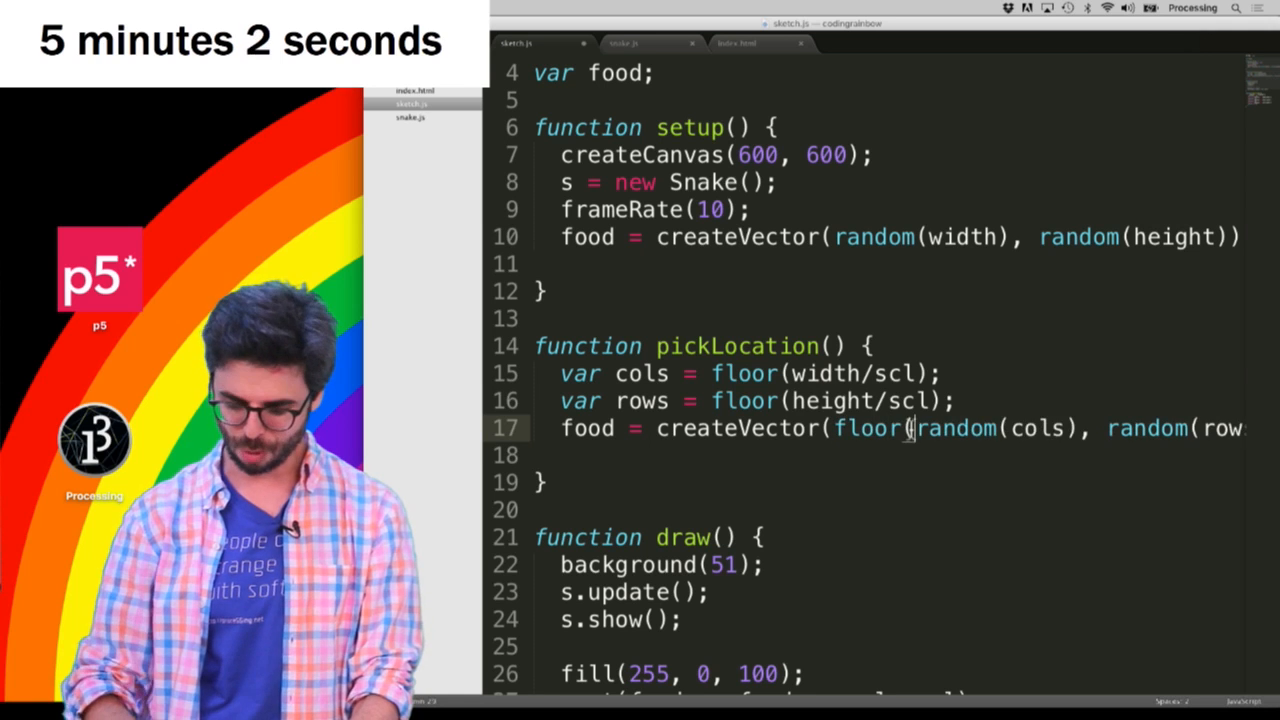 5 minutes 2 seconds
Processing
sketch.js — codingrainbow
sketch.js
snake.js
index.html
index.html
sketch.js
snake.js
4 var food;
5
6 function setup() {
7 createCanvas(600, 600);
8 s = new Snake();
9 frameRate(10);
10 food = createVector(random(width), random(height))
11
12 }
13
14 function pickLocation() {
15 var cols = floor(width/scl);
16 var rows = floor(height/scl);
17 food = createVector(floor(random(cols), random(row
18
19 }
20
21 function draw() {
22 background(51);
23 s.update();
24 s.show();
25
26 fill(255, 0, 100);
p5*
p5
Processing
people c
with soft
Spaces: 2
JavaScript